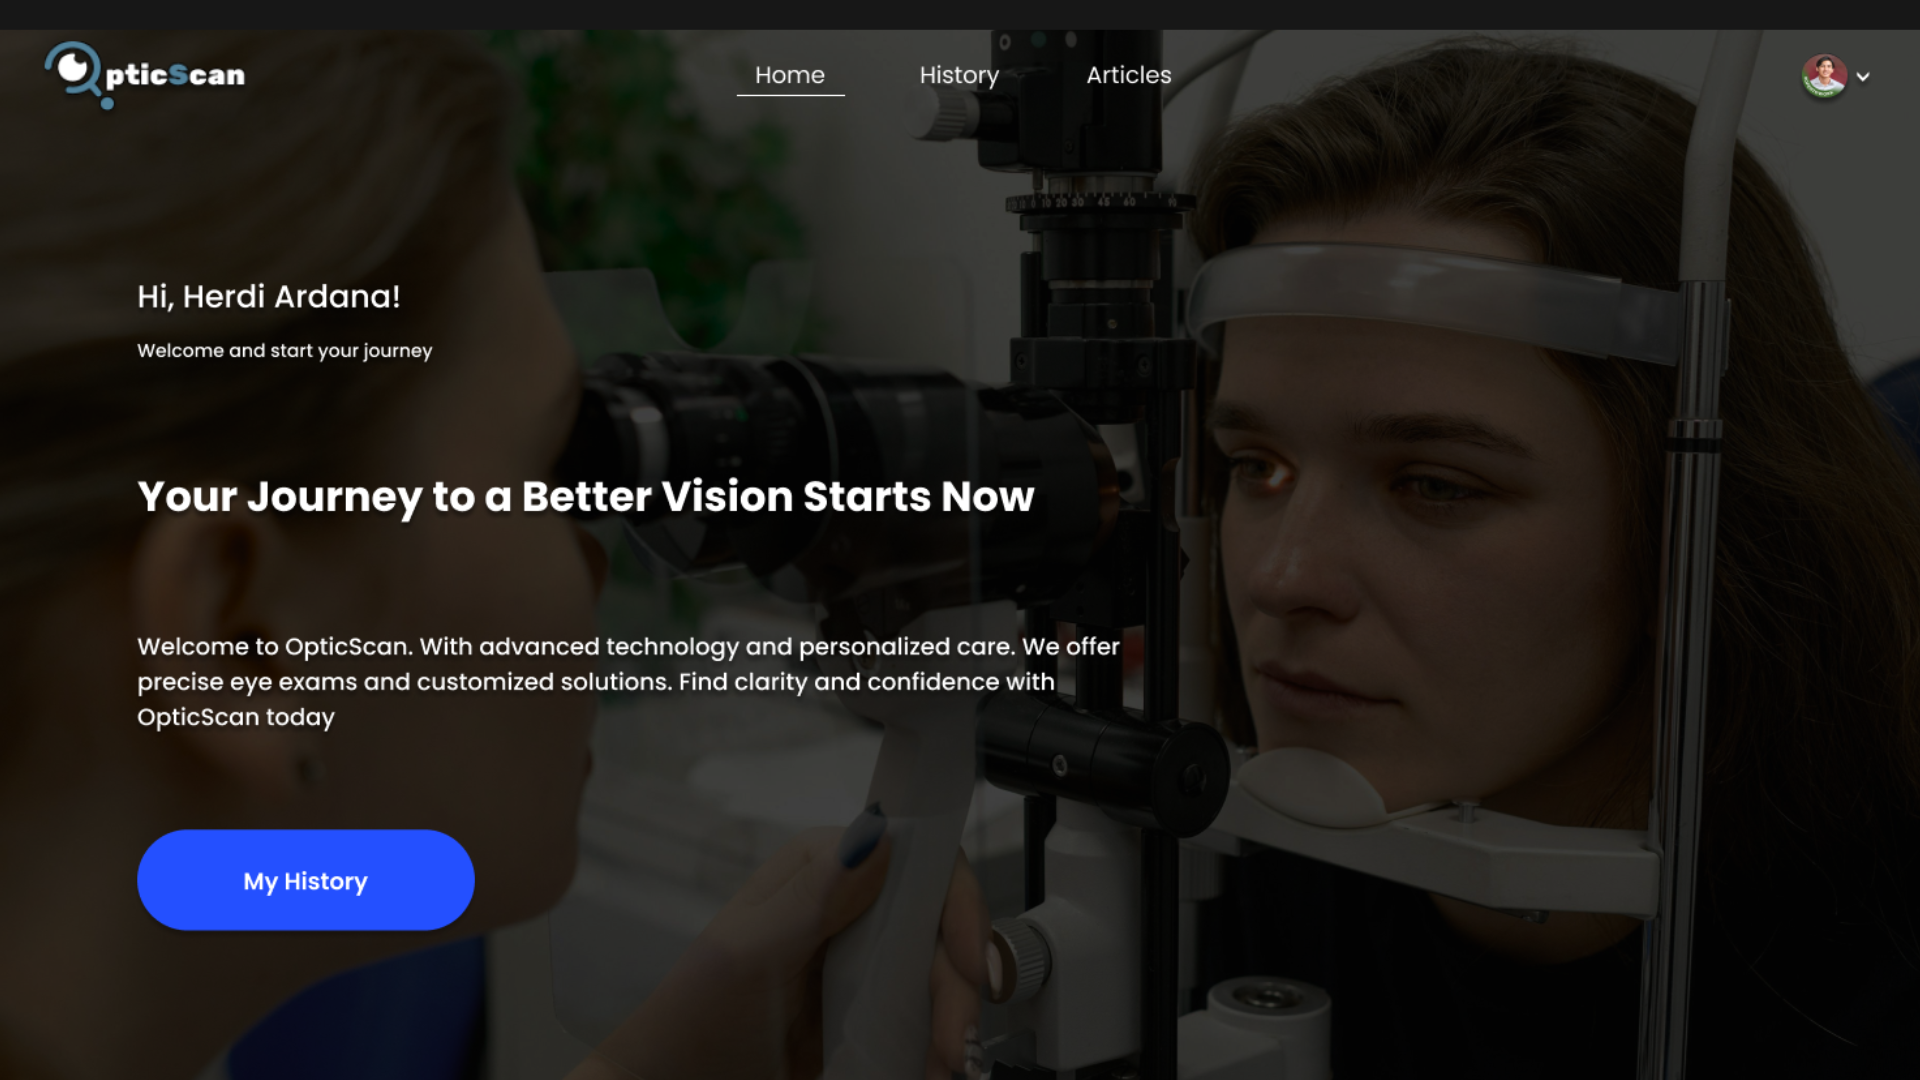 OpticScan
Home
History
Articles
Hi, Herdi Ardana!
Welcome and start your journey
Your Journey to a Better Vision Starts Now
Welcome to OpticScan. With advanced technology and personalized care. We offer
precise eye exams and customized solutions. Find clarity and confidence with
OpticScan today
My History